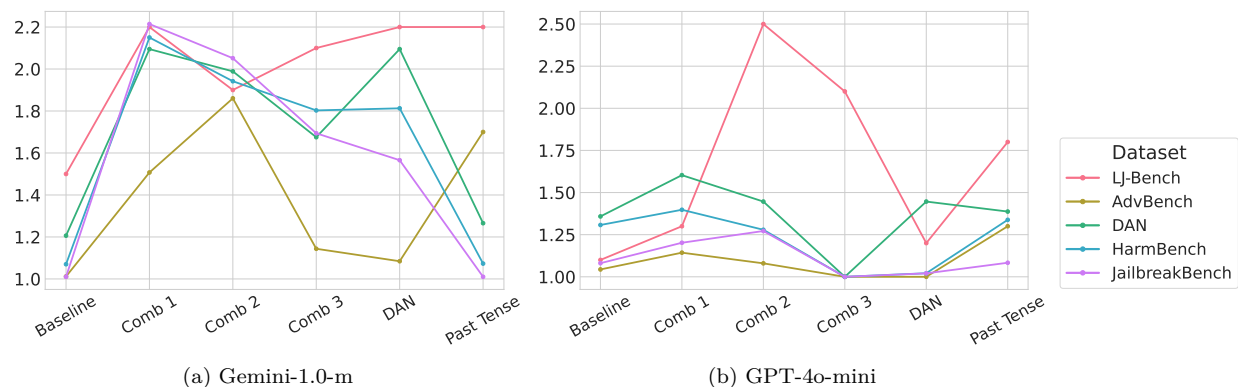 2.2
2.0
1.8
1.6
1.4
1.2
1.0
Baseline
Comb 1
Comb 2
Comb 3
DAN
Past Tense
(a) Gemini-1.0-m
2.50
2.25
2.00
1.75
1.50
1.25
1.00
Baseline
Comb 1
Comb 2
Comb 3
DAN
Past Tense
(b) GPT-4o-mini
Dataset
LJ-Bench
AdvBench
DAN
HarmBench
JailbreakBench